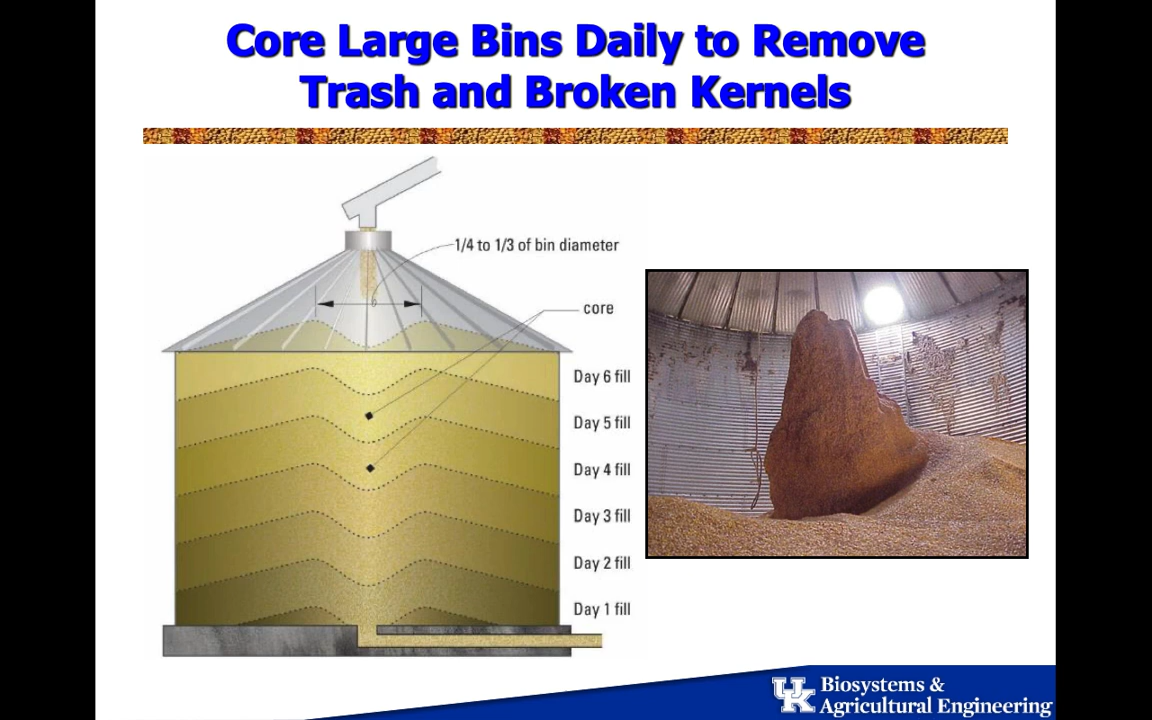 Core Large Bins Daily to Remove
Trash and Broken Kernels
1/4 to 1/3 of bin diameter
core
Day 6 fill
Day 5 fill
Day 4 fill
Day 3 fill
Day 2 fill
Day 1 fill
UK
Biosystems &
Agricultural Engineering